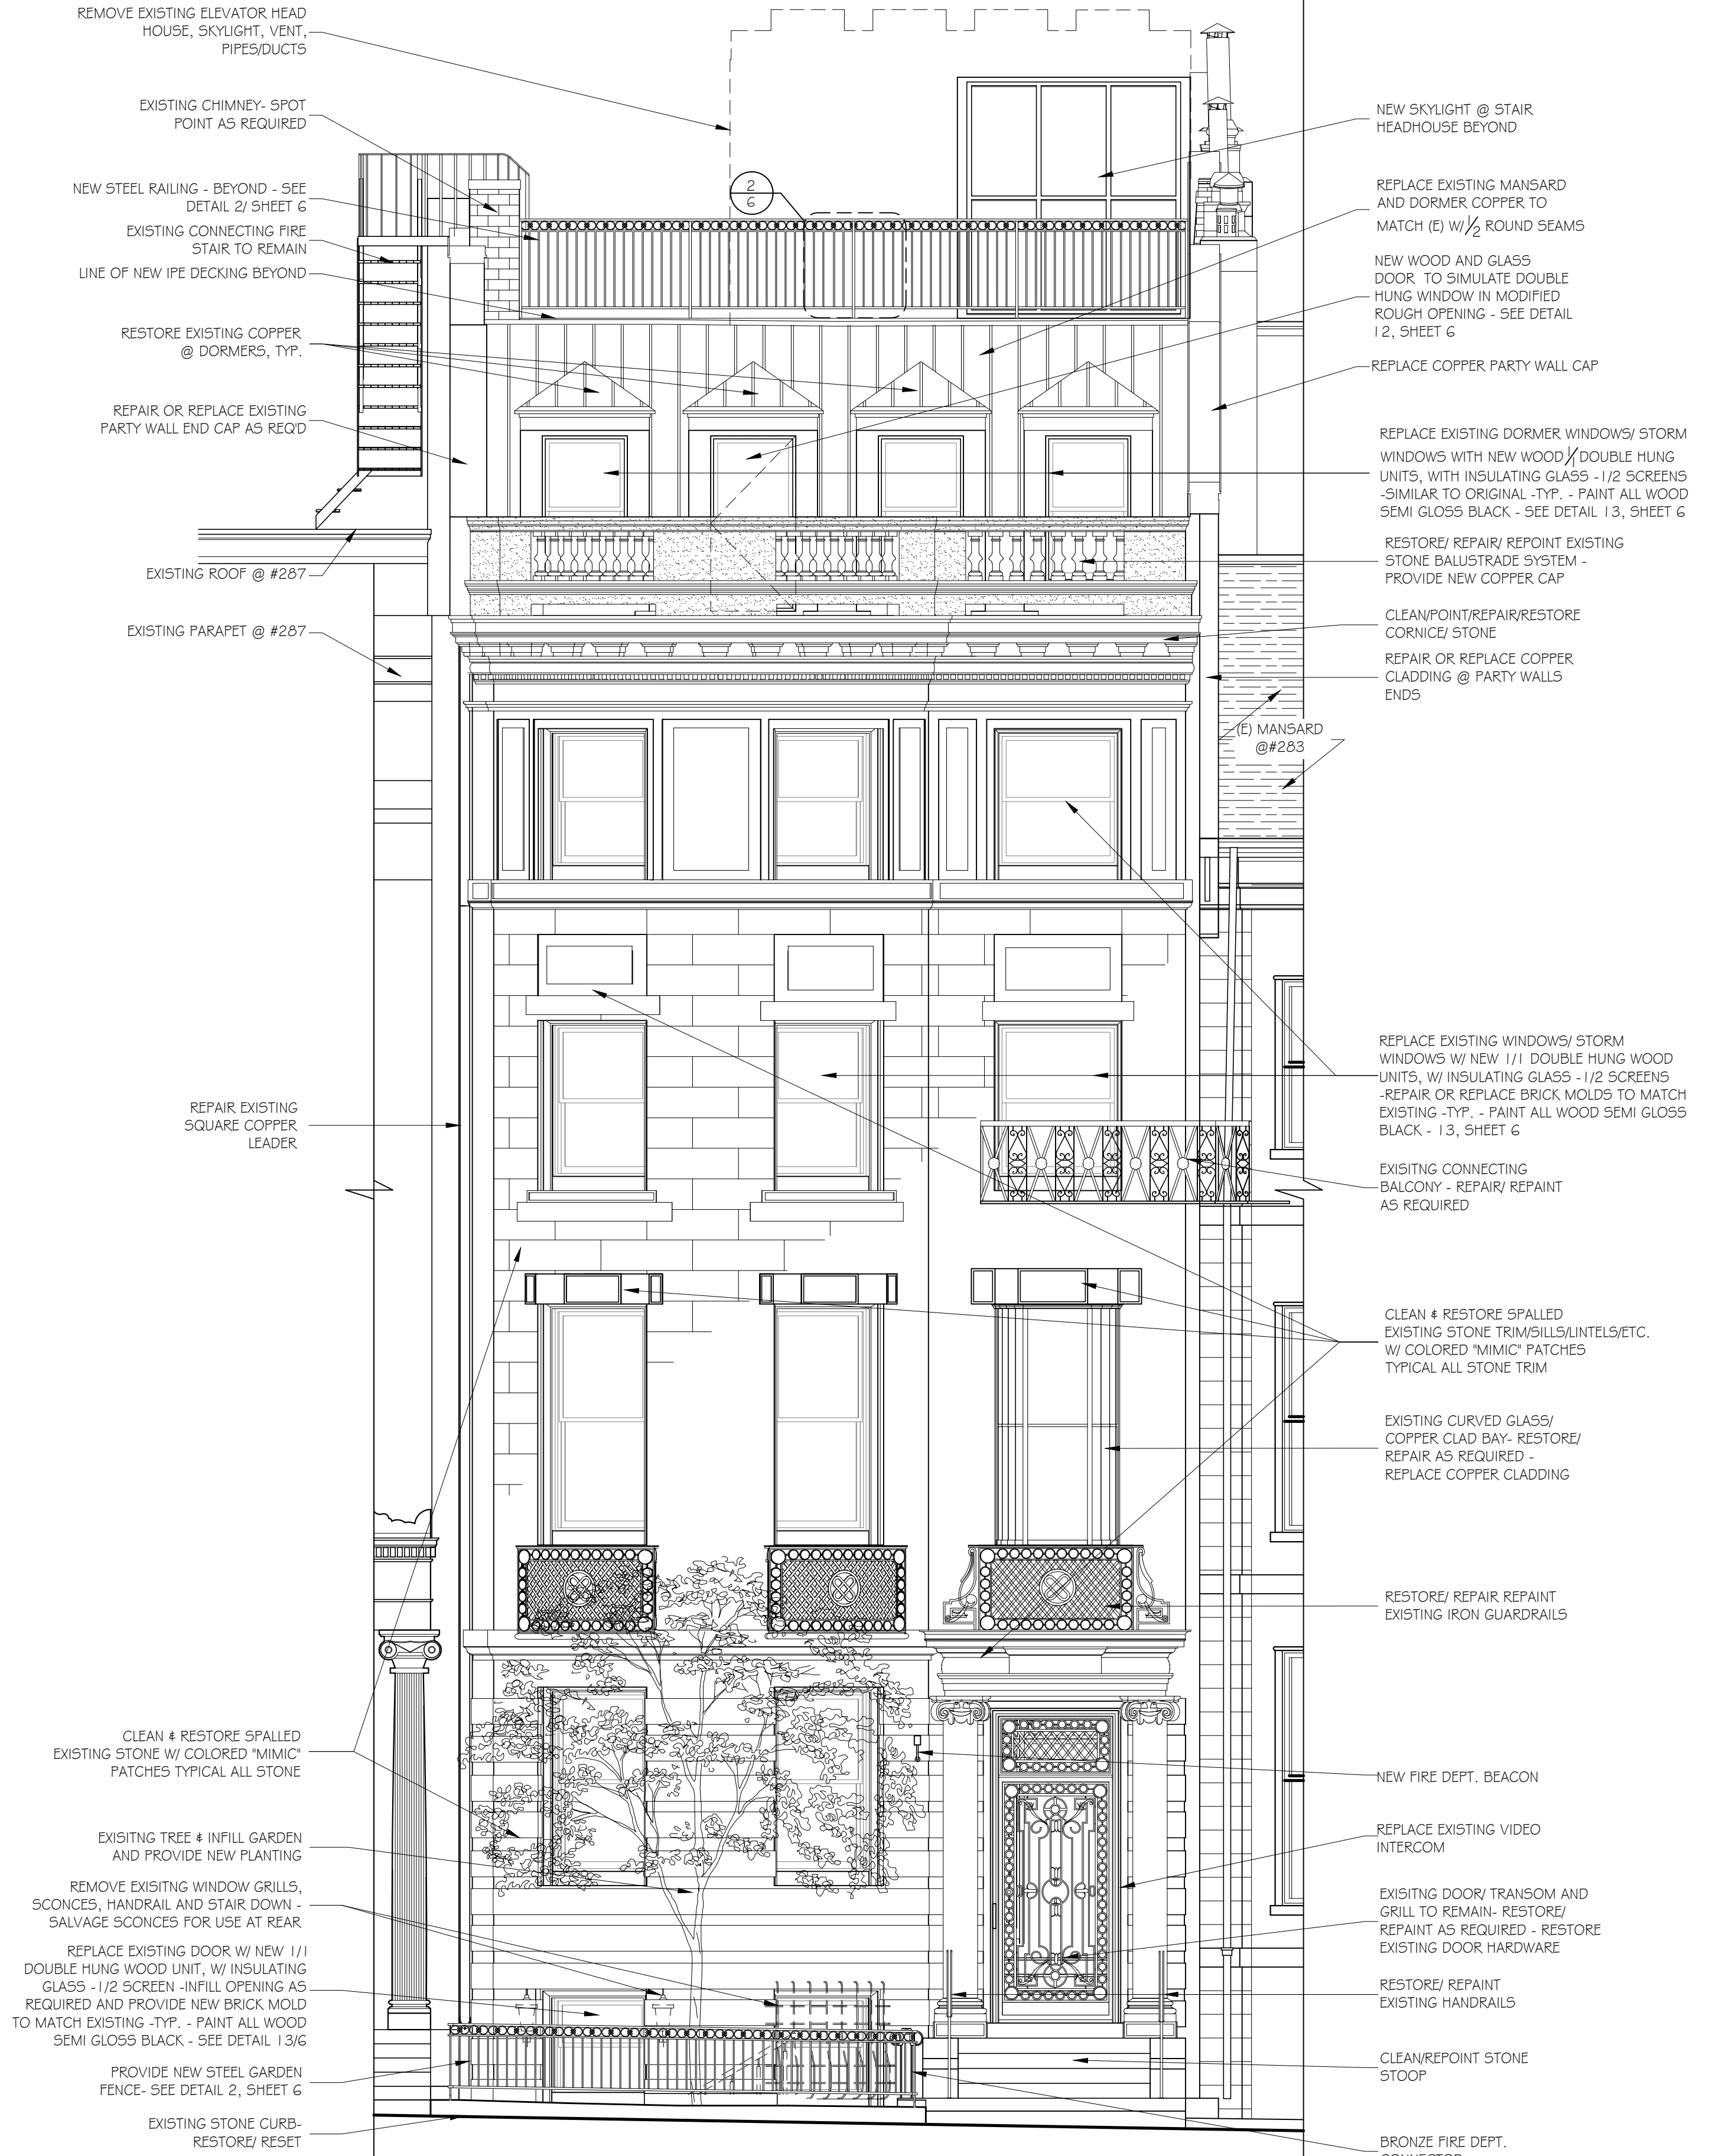 REMOVE EXISTING ELEVATOR HEAD
HOUSE, SKYLIGHT, VENT,
PIPES/DUCTS
EXISTING CHIMNEY- SPOT
POINT AS REQUIRED
NEW STEEL RAILING - BEYOND - SEE
DETAIL 2/ SHEET 6
EXISTING CONNECTING FIRE
STAIR TO REMAIN
LINE OF NEW IPE DECKING BEYOND
RESTORE EXISTING COPPER
@ DORMERS, TYP.
REPAIR OR REPLACE EXISTING
PARTY WALL END CAP AS REQ'D
EXISTING ROOF @ #287
EXISTING PARAPET @ #287
REPAIR EXISTING
SQUARE COPPER
LEADER
CLEAN & RESTORE SPALLED
EXISTING STONE W/ COLORED "MIMIC"
PATCHES TYPICAL ALL STONE
EXISITNG TREE & INFILL GARDEN
AND PROVIDE NEW PLANTING
REMOVE EXISITNG WINDOW GRILLS,
SCONCES, HANDRAIL AND STAIR DOWN -
SALVAGE SCONCES FOR USE AT REAR
REPLACE EXISTING DOOR W/ NEW 1/1
DOUBLE HUNG WOOD UNIT, W/ INSULATING
GLASS -1/2 SCREEN -INFILL OPENING AS
REQUIRED AND PROVIDE NEW BRICK MOLD
TO MATCH EXISTING -TYP. - PAINT ALL WOOD
SEMI GLOSS BLACK - SEE DETAIL 13/6
PROVIDE NEW STEEL GARDEN
FENCE- SEE DETAIL 2, SHEET 6
EXISTING STONE CURB-
RESTORE/ RESET
2
6
NEW SKYLIGHT @ STAIR
HEADHOUSE BEYOND
REPLACE EXISTING MANSARD
AND DORMER COPPER TO
MATCH (E) W/ 1/2 ROUND SEAMS
NEW WOOD AND GLASS
DOOR TO SIMULATE DOUBLE
HUNG WINDOW IN MODIFIED
ROUGH OPENING - SEE DETAIL
12, SHEET 6
REPLACE COPPER PARTY WALL CAP
REPLACE EXISTING DORMER WINDOWS/ STORM
WINDOWS WITH NEW WOOD 1/1 DOUBLE HUNG
UNITS, WITH INSULATING GLASS -1/2 SCREENS
-SIMILAR TO ORIGINAL -TYP. - PAINT ALL WOOD
SEMI GLOSS BLACK - SEE DETAIL 13, SHEET 6
RESTORE/ REPAIR/ REPOINT EXISTING
STONE BALUSTRADE SYSTEM -
PROVIDE NEW COPPER CAP
CLEAN/POINT/REPAIR/RESTORE
CORNICE/ STONE
REPAIR OR REPLACE COPPER
CLADDING @ PARTY WALLS
ENDS
(E) MANSARD
@#283
REPLACE EXISTING WINDOWS/ STORM
WINDOWS W/ NEW 1/1 DOUBLE HUNG WOOD
UNITS, W/ INSULATING GLASS -1/2 SCREENS
-REPAIR OR REPLACE BRICK MOLDS TO MATCH
EXISTING -TYP. - PAINT ALL WOOD SEMI GLOSS
BLACK - 13, SHEET 6
EXISITNG CONNECTING
BALCONY - REPAIR/ REPAINT
AS REQUIRED
CLEAN & RESTORE SPALLED
EXISTING STONE TRIM/SILLS/LINTELS/ETC.
W/ COLORED "MIMIC" PATCHES
TYPICAL ALL STONE TRIM
EXISTING CURVED GLASS/
COPPER CLAD BAY- RESTORE/
REPAIR AS REQUIRED -
REPLACE COPPER CLADDING
RESTORE/ REPAIR REPAINT
EXISTING IRON GUARDRAILS
NEW FIRE DEPT. BEACON
REPLACE EXISTING VIDEO
INTERCOM
EXISITNG DOOR/ TRANSOM AND
GRILL TO REMAIN- RESTORE/
REPAINT AS REQUIRED - RESTORE
EXISTING DOOR HARDWARE
RESTORE/ REPAINT
EXISTING HANDRAILS
CLEAN/REPOINT STONE
STOOP
BRONZE FIRE DEPT.